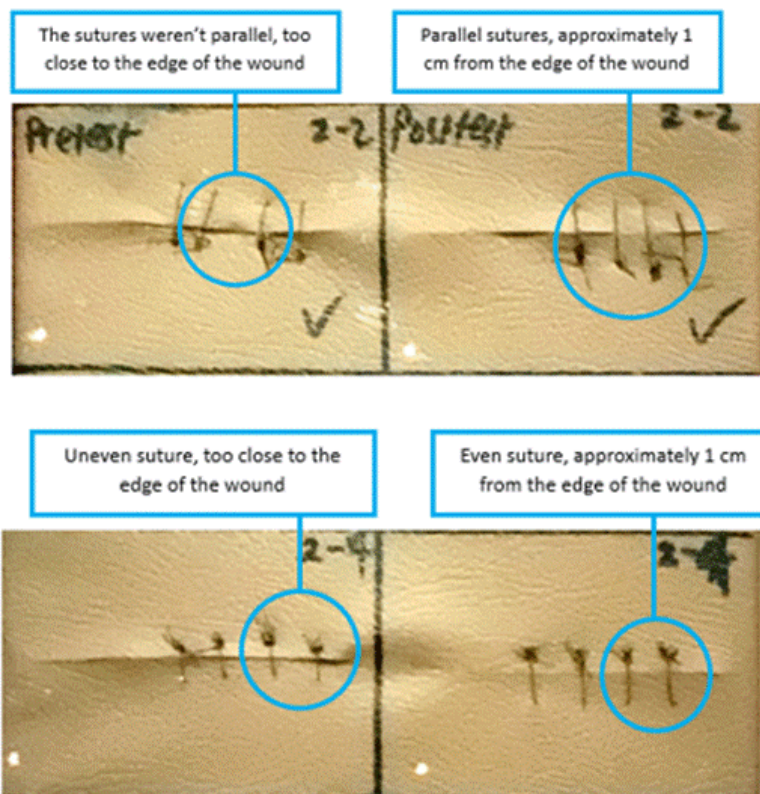 The sutures weren't parallel, too
close to the edge of the wound
Parallel sutures, approximately 1
cm from the edge of the wound
Pretest
2-2
Posttest
2-2
Uneven suture, too close to the
edge of the wound
Even suture, approximately 1 cm
from the edge of the wound
2-4